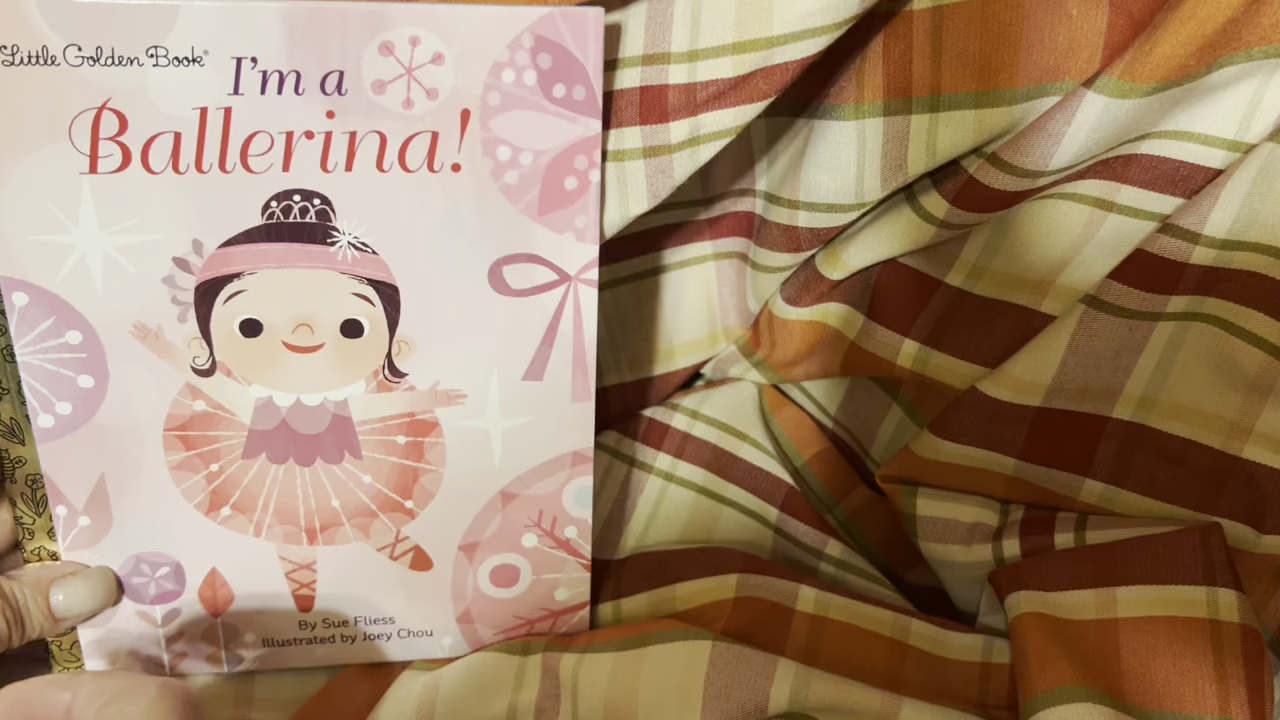 Little Golden Book®
I'm a
Ballerina!
By Sue Fliess
Illustrated by Joey Chou